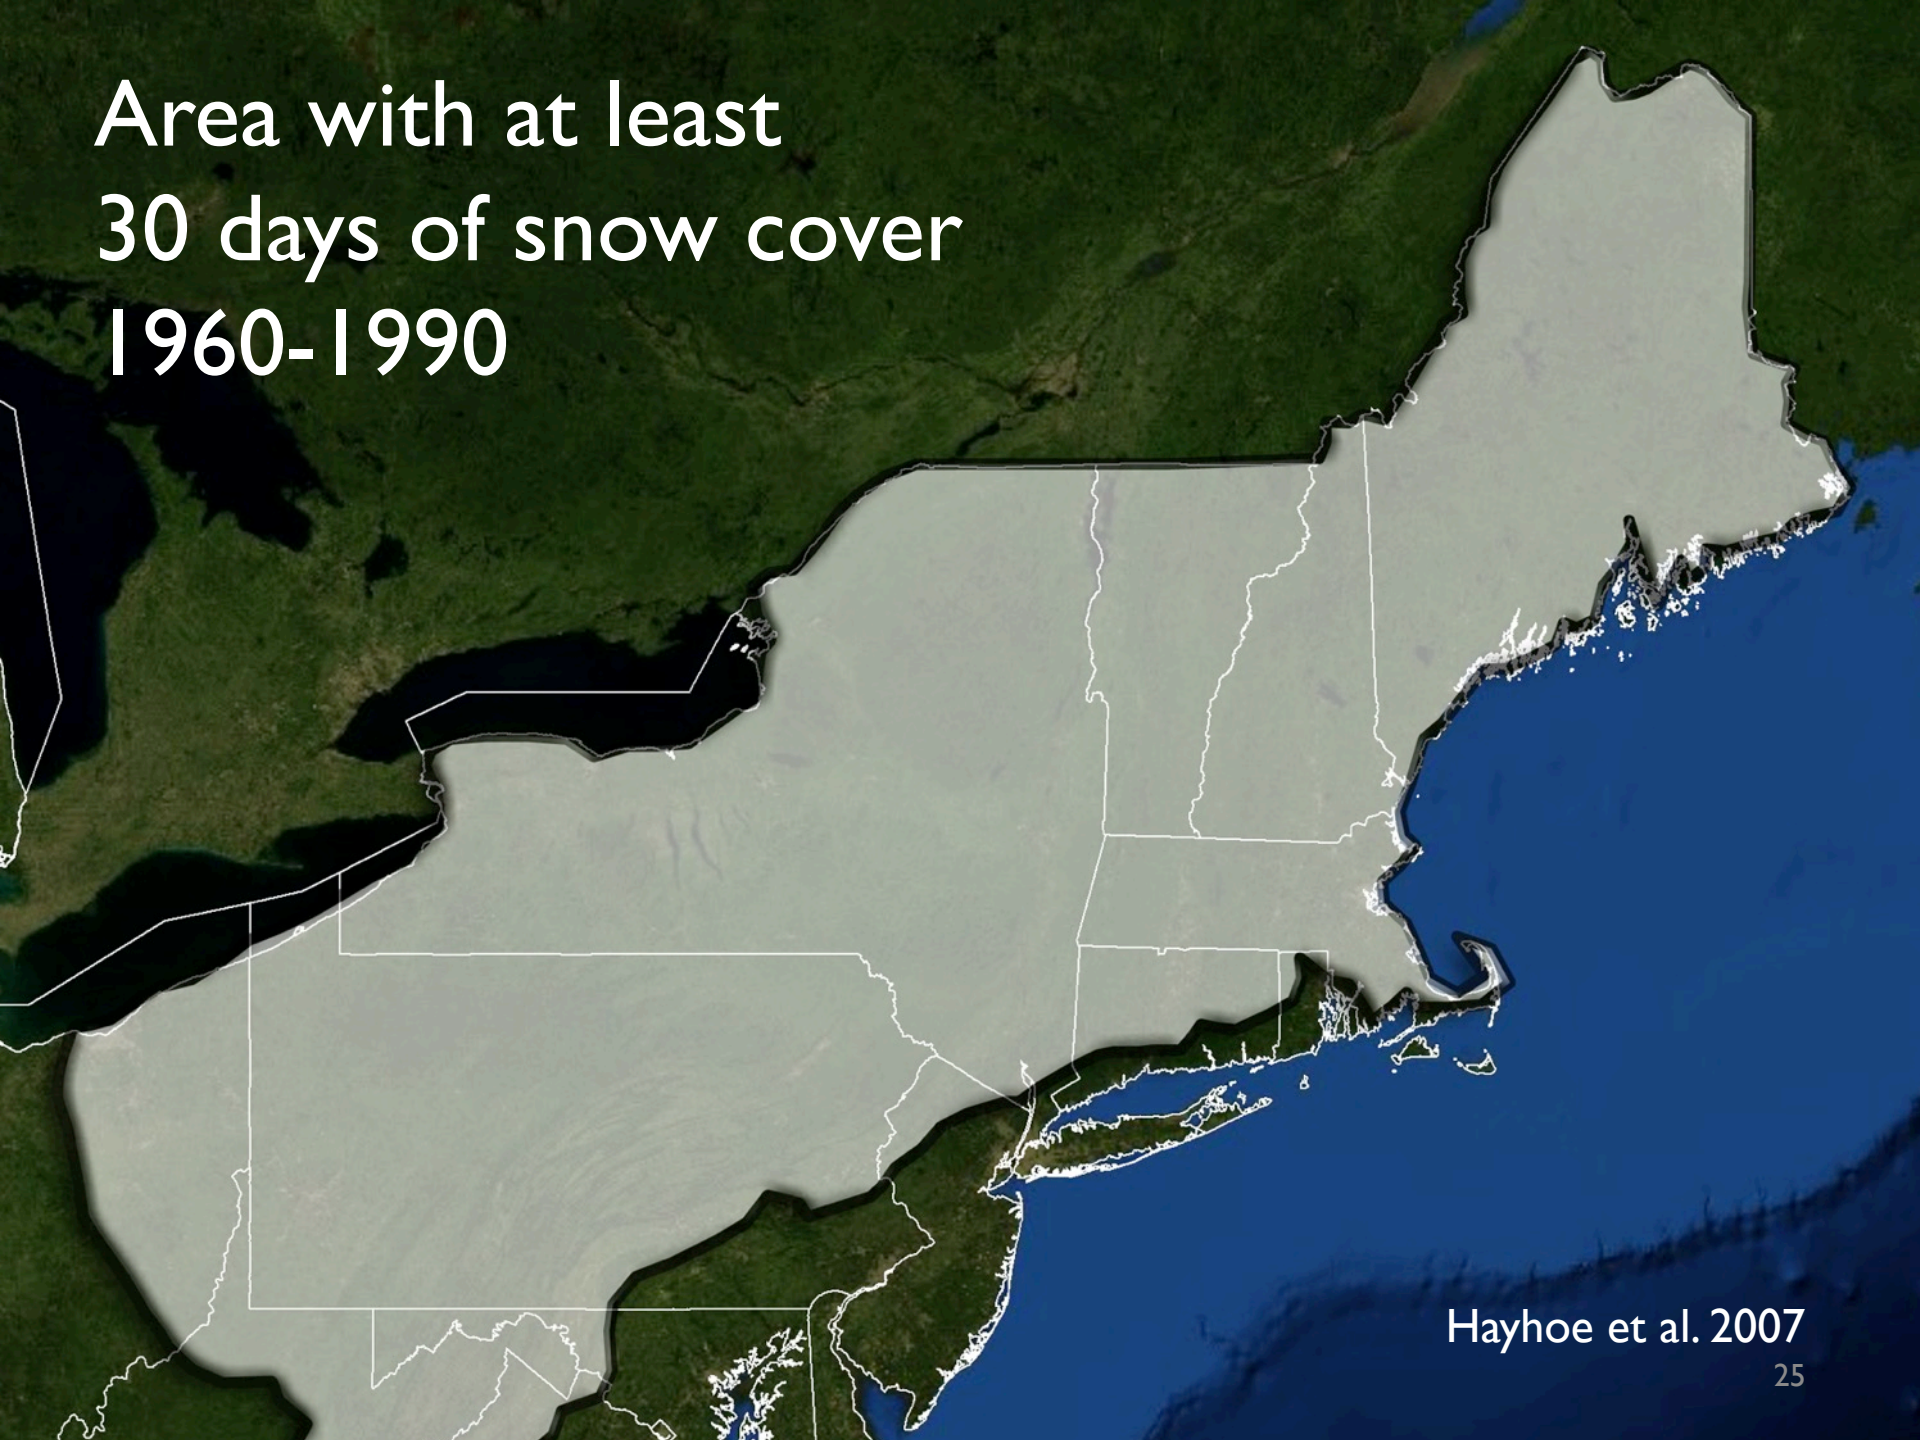 Area with at least
30 days of snow cover
1960-1990
Hayhoe et al. 2007
25